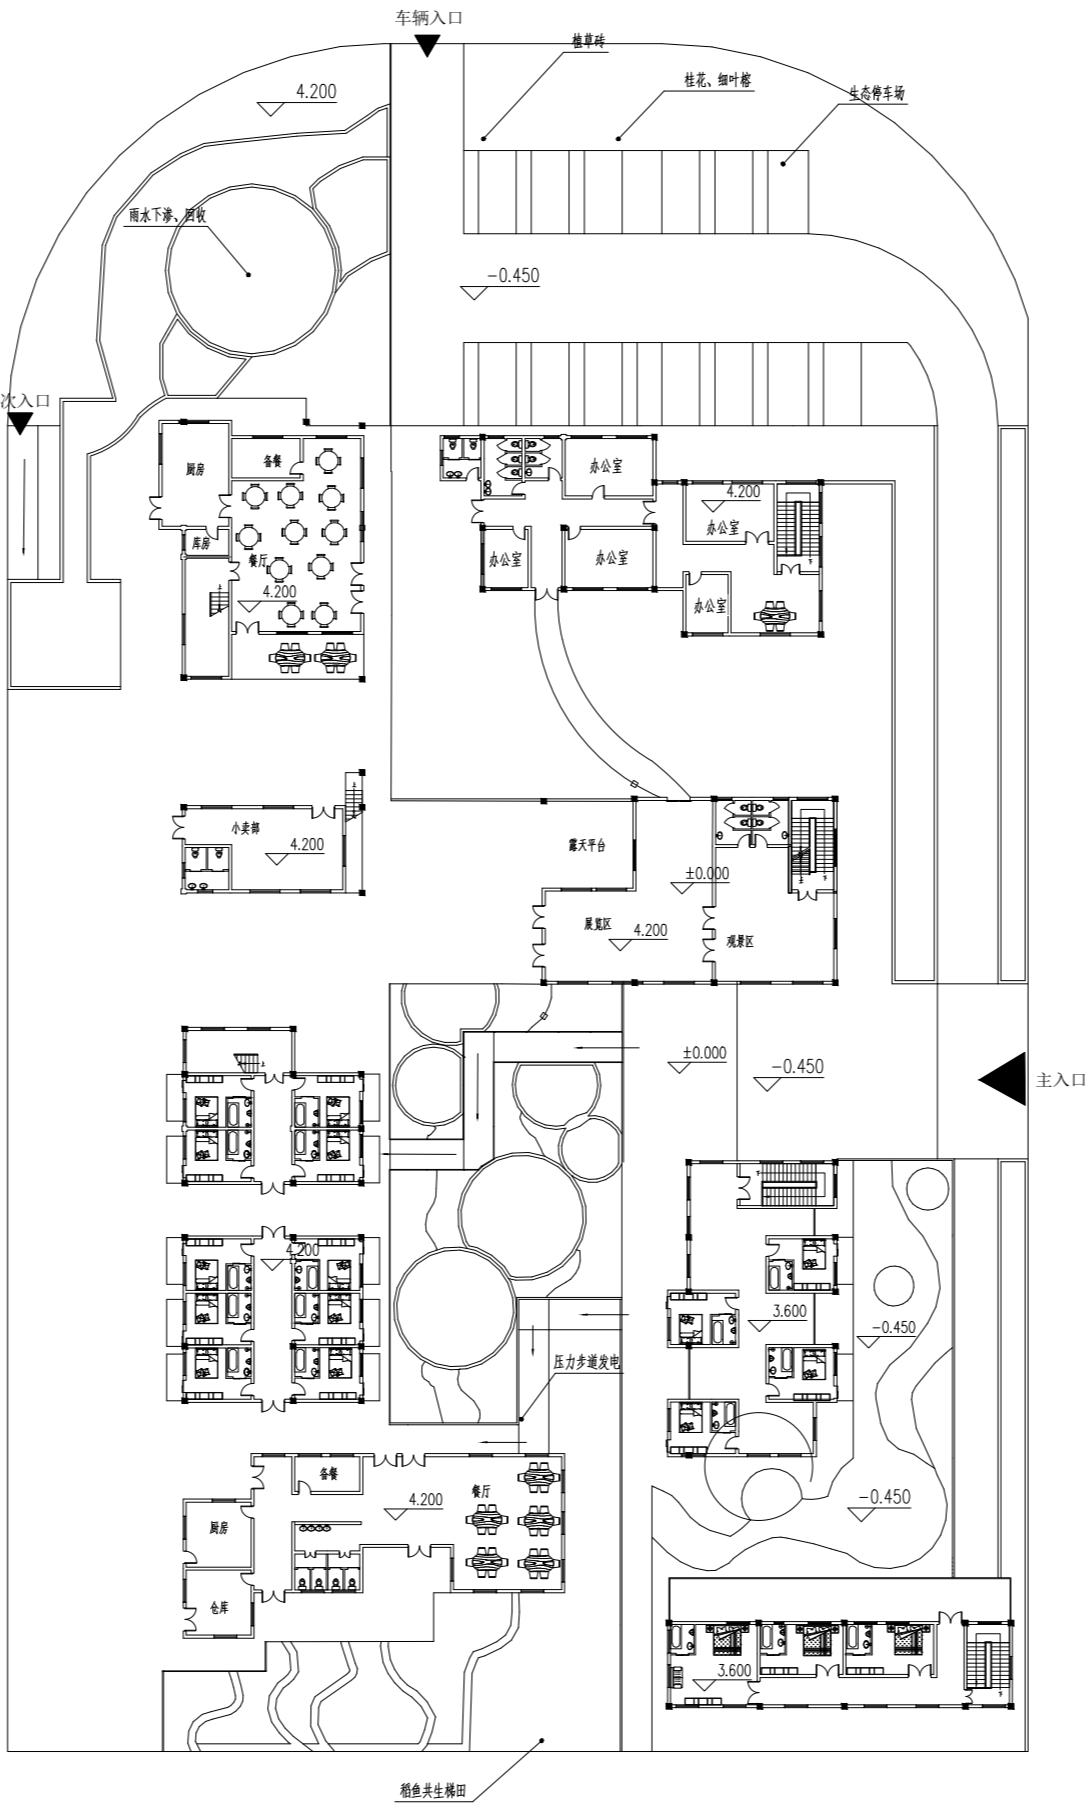 车辆入口
植草砖
桂花、细叶榕
4.200
生态停车场
雨水下渗、回收
-0.450
次入口
厨房
备餐
办公室
4.200
办公室
库房
餐厅
办公室
办公室
4.200
办公室
小卖部
4.200
露天平台
±0.000
展览区
4.200
观景区
±0.000
-0.450
主入口
4.200
3.600
-0.450
压力步道发电
备餐
餐厅
4.200
-0.450
厨房
仓库
3.600
稻鱼共生梯田